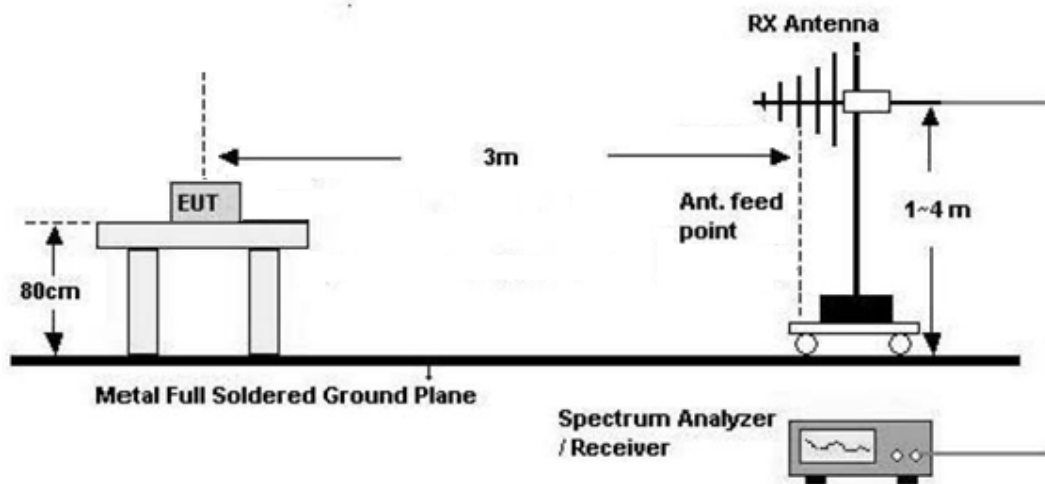 RX Antenna
3m
EUT
Ant. feed
point
1~4 m
80cm
Metal Full Soldered Ground Plane
Spectrum Analyzer
/ Receiver